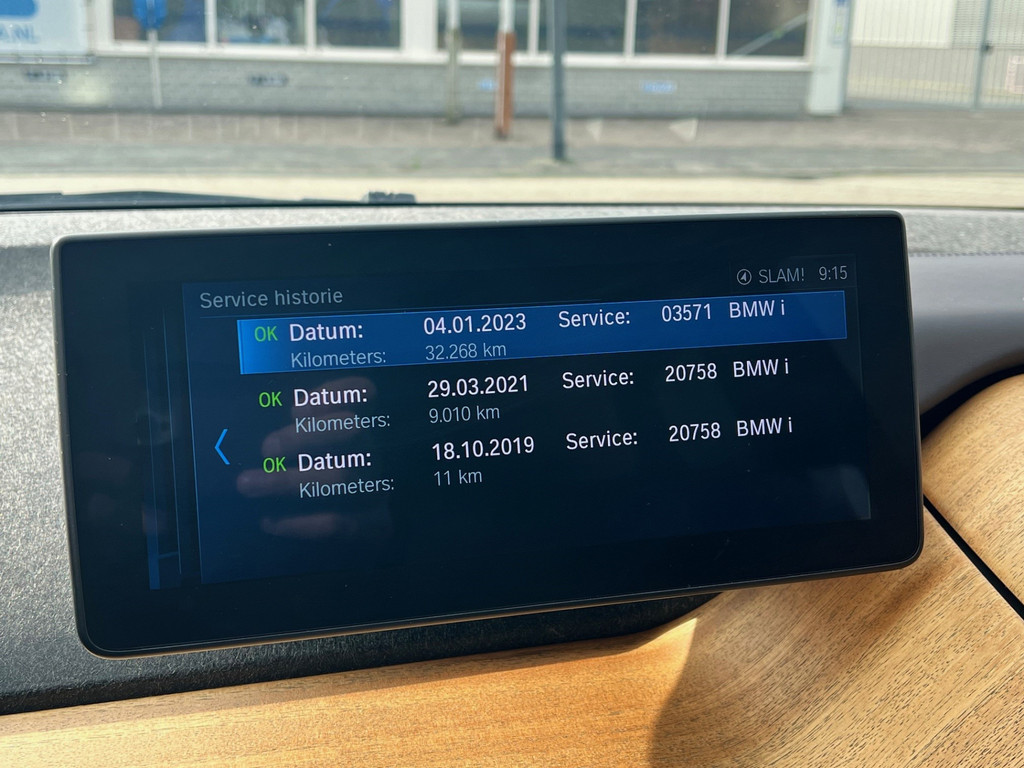 SLAM! 9:15
Service historie
OK Datum: 04.01.2023 Service: 03571 BMW i
Kilometers: 32.268 km
OK Datum: 29.03.2021 Service: 20758 BMW i
Kilometers: 9.010 km
OK Datum: 18.10.2019 Service: 20758 BMW i
Kilometers: 11 km